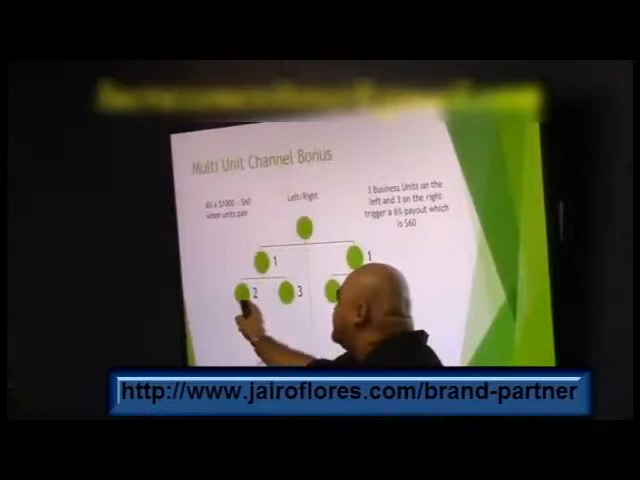 Multi Unit Channel Bonus
6% x $1000 = $60
when units pair
Left/Right
3 Business Units on the
left and 3 on the right
trigger a 6% payout which
is $60
1
1
2
3
http://www.jairoflores.com/brand-partner